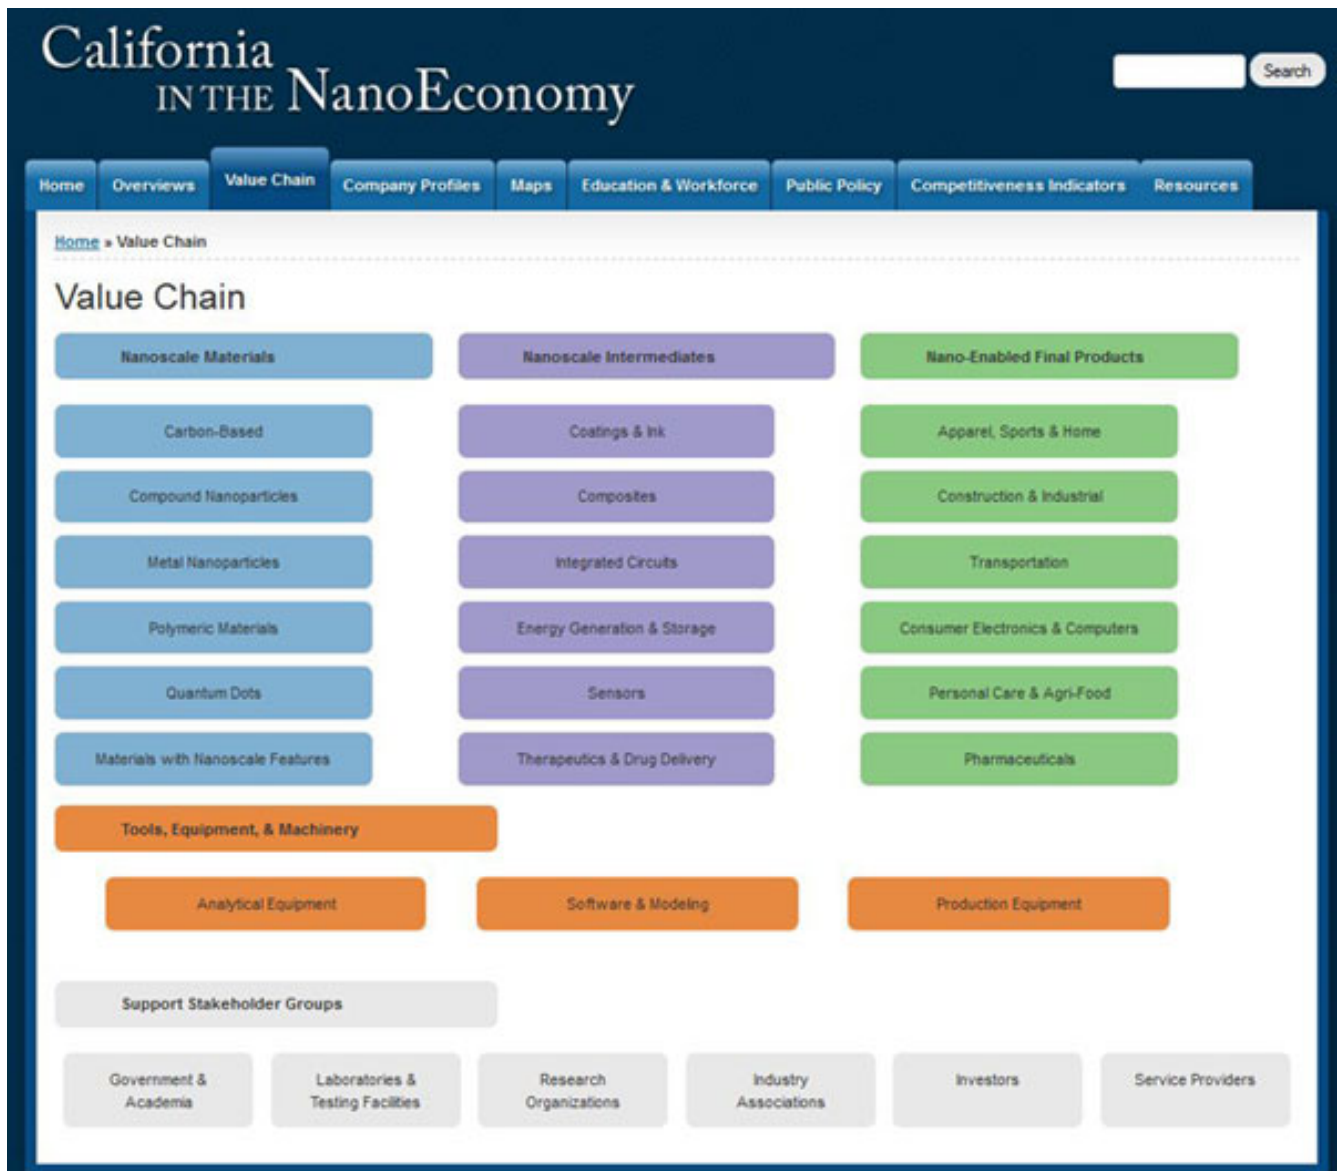 California
IN THE NanoEconomy
Search
Home Overviews Value Chain Company Profiles Maps Education & Workforce Public Policy Competitiveness Indicators Resources
Home » Value Chain
Value Chain
Nanoscale Materials Nanoscale Intermediates Nano-Enabled Final Products
Carbon-Based Coatings & Ink Apparel, Sports & Home
Compound Nanoparticles Composites Construction & Industrial
Metal Nanoparticles Integrated Circuits Transportation
Polymeric Materials Energy Generation & Storage Consumer Electronics & Computers
Quantum Dots Sensors Personal Care & Agri-Food
Materials with Nanoscale Features Therapeutics & Drug Delivery Pharmaceuticals
Tools, Equipment, & Machinery
Analytical Equipment Software & Modeling Production Equipment
Support Stakeholder Groups
Government & Laboratories & Research Industry Investors Service Providers
Academia Testing Facilities Organizations Associations